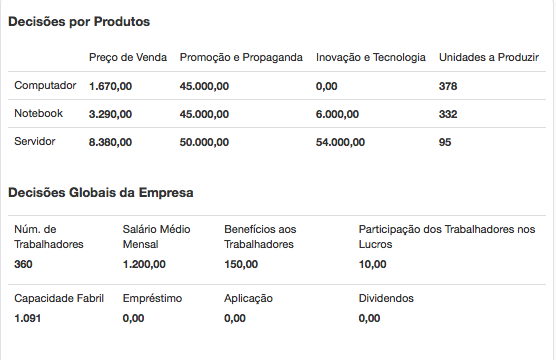 Decisões por Produtos
Preço de Venda Promoção e Propaganda Inovação e Tecnologia Unidades a Produzir
Computador 1.670,00 45.000,00 0,00 378
Notebook 3.290,00 45.000,00 6.000,00 332
Servidor 8.380,00 50.000,00 54.000,00 95
Decisões Globais da Empresa
Núm. de Salário Médio Benefícios aos Participação dos Trabalhadores nos
Trabalhadores Mensal Trabalhadores Lucros
360 1.200,00 150,00 10,00
Capacidade Fabril Empréstimo Aplicação Dividendos
1.091 0,00 0,00 0,00